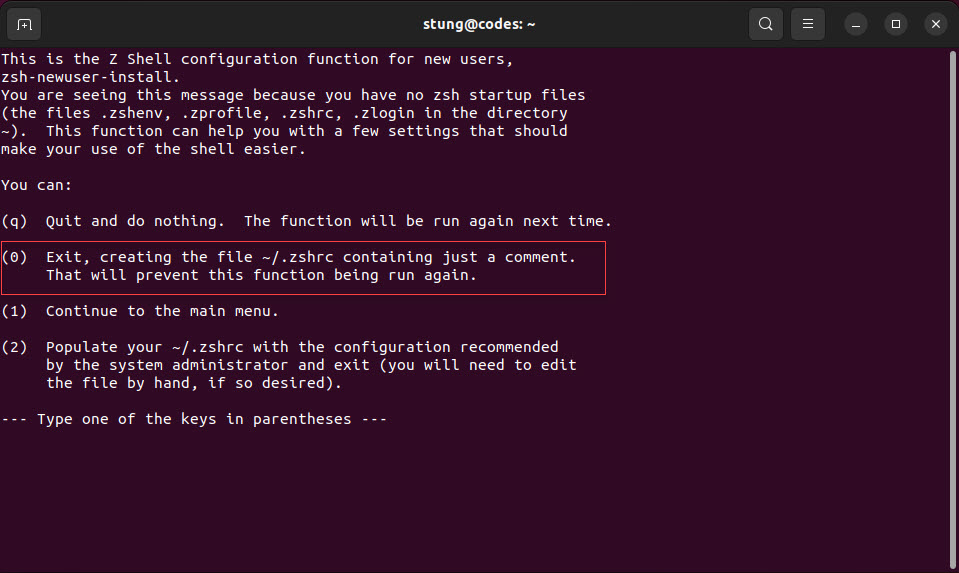 stung@codes: ~
This is the Z Shell configuration function for new users,
zsh-newuser-install.
You are seeing this message because you have no zsh startup files
(the files .zshenv, .zprofile, .zshrc, .zlogin in the directory
~).  This function can help you with a few settings that should
make your use of the shell easier.
You can:
(q)  Quit and do nothing.  The function will be run again next time.
(0)  Exit, creating the file ~/.zshrc containing just a comment.
     That will prevent this function being run again.
(1)  Continue to the main menu.
(2)  Populate your ~/.zshrc with the configuration recommended
     by the system administrator and exit (you will need to edit
     the file by hand, if so desired).
--- Type one of the keys in parentheses ---